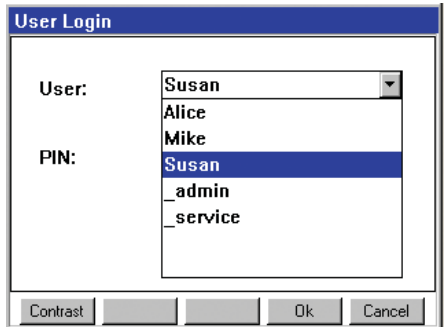 User Login
User: Susan
Alice
Mike
PIN: Susan
_admin
_service
Contrast Ok Cancel